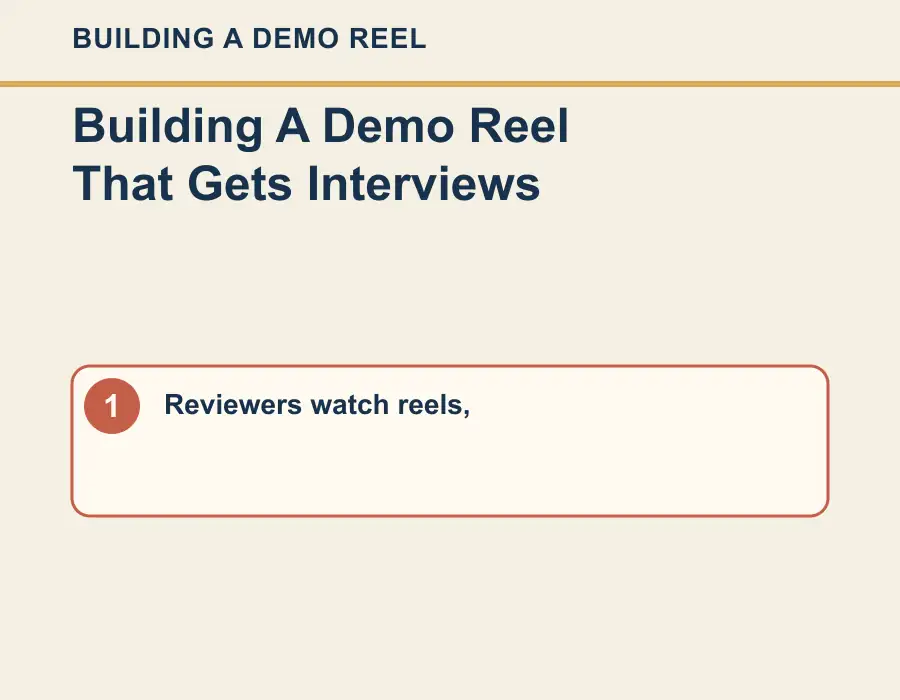 BUILDING A DEMO REEL
Building A Demo Reel
That Gets Interviews
1
Reviewers watch reels,